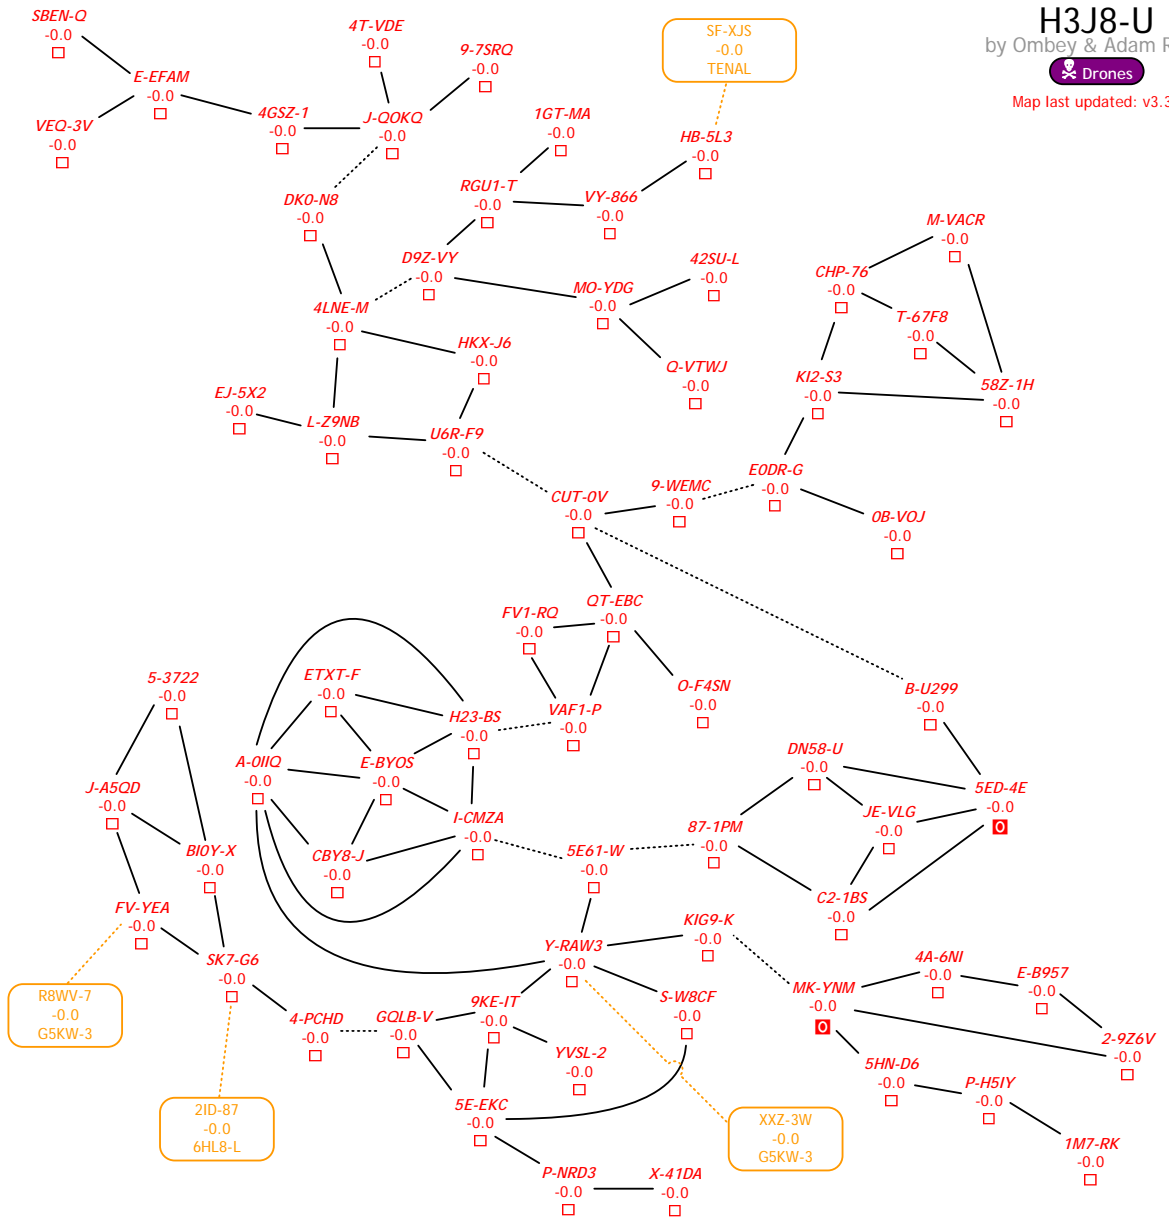 H3J8-U
by Ombey & Adam R
Drones
Map last updated: v3.3
SBEN-Q
-0.0
4T-VDE
-0.0
9-7SRQ
-0.0
SF-XJS
-0.0
TENAL
E-EFAM
-0.0
VEQ-3V
-0.0
4GSZ-1
-0.0
J-QOKQ
-0.0
1GT-MA
-0.0
HB-5L3
-0.0
DK0-N8
-0.0
RGU1-T
-0.0
VY-866
-0.0
M-VACR
-0.0
D9Z-VY
-0.0
42SU-L
-0.0
CHP-76
-0.0
MO-YDG
-0.0
4LNE-M
-0.0
T-67F8
-0.0
HKX-J6
-0.0
Q-VTWJ
-0.0
KI2-S3
-0.0
58Z-1H
-0.0
EJ-5X2
-0.0
L-Z9NB
-0.0
U6R-F9
-0.0
E0DR-G
-0.0
9-WEMC
-0.0
CUT-0V
-0.0
0B-VOJ
-0.0
QT-EBC
-0.0
FV1-RQ
-0.0
5-3722
-0.0
ETXT-F
-0.0
O-F4SN
-0.0
B-U299
-0.0
H23-BS
-0.0
VAF1-P
-0.0
A-0IIQ
-0.0
E-BYOS
-0.0
DN58-U
-0.0
J-A5QD
-0.0
5ED-4E
-0.0
0
I-CMZA
-0.0
87-1PM
-0.0
JE-VLG
-0.0
BI0Y-X
-0.0
CBY8-J
-0.0
5E61-W
-0.0
C2-1BS
-0.0
FV-YEA
-0.0
KIG9-K
-0.0
SK7-G6
-0.0
Y-RAW3
-0.0
4A-6NI
-0.0
E-B957
-0.0
MK-YNM
-0.0
0
R8WV-7
-0.0
G5KW-3
S-W8CF
-0.0
9KE-IT
-0.0
4-PCHD
-0.0
GQLB-V
-0.0
2-9Z6V
-0.0
YVSL-2
-0.0
5HN-D6
-0.0
P-H5IY
-0.0
2ID-87
-0.0
6HL8-L
5E-EKC
-0.0
XXZ-3W
-0.0
G5KW-3
1M7-RK
-0.0
P-NRD3
-0.0
X-41DA
-0.0